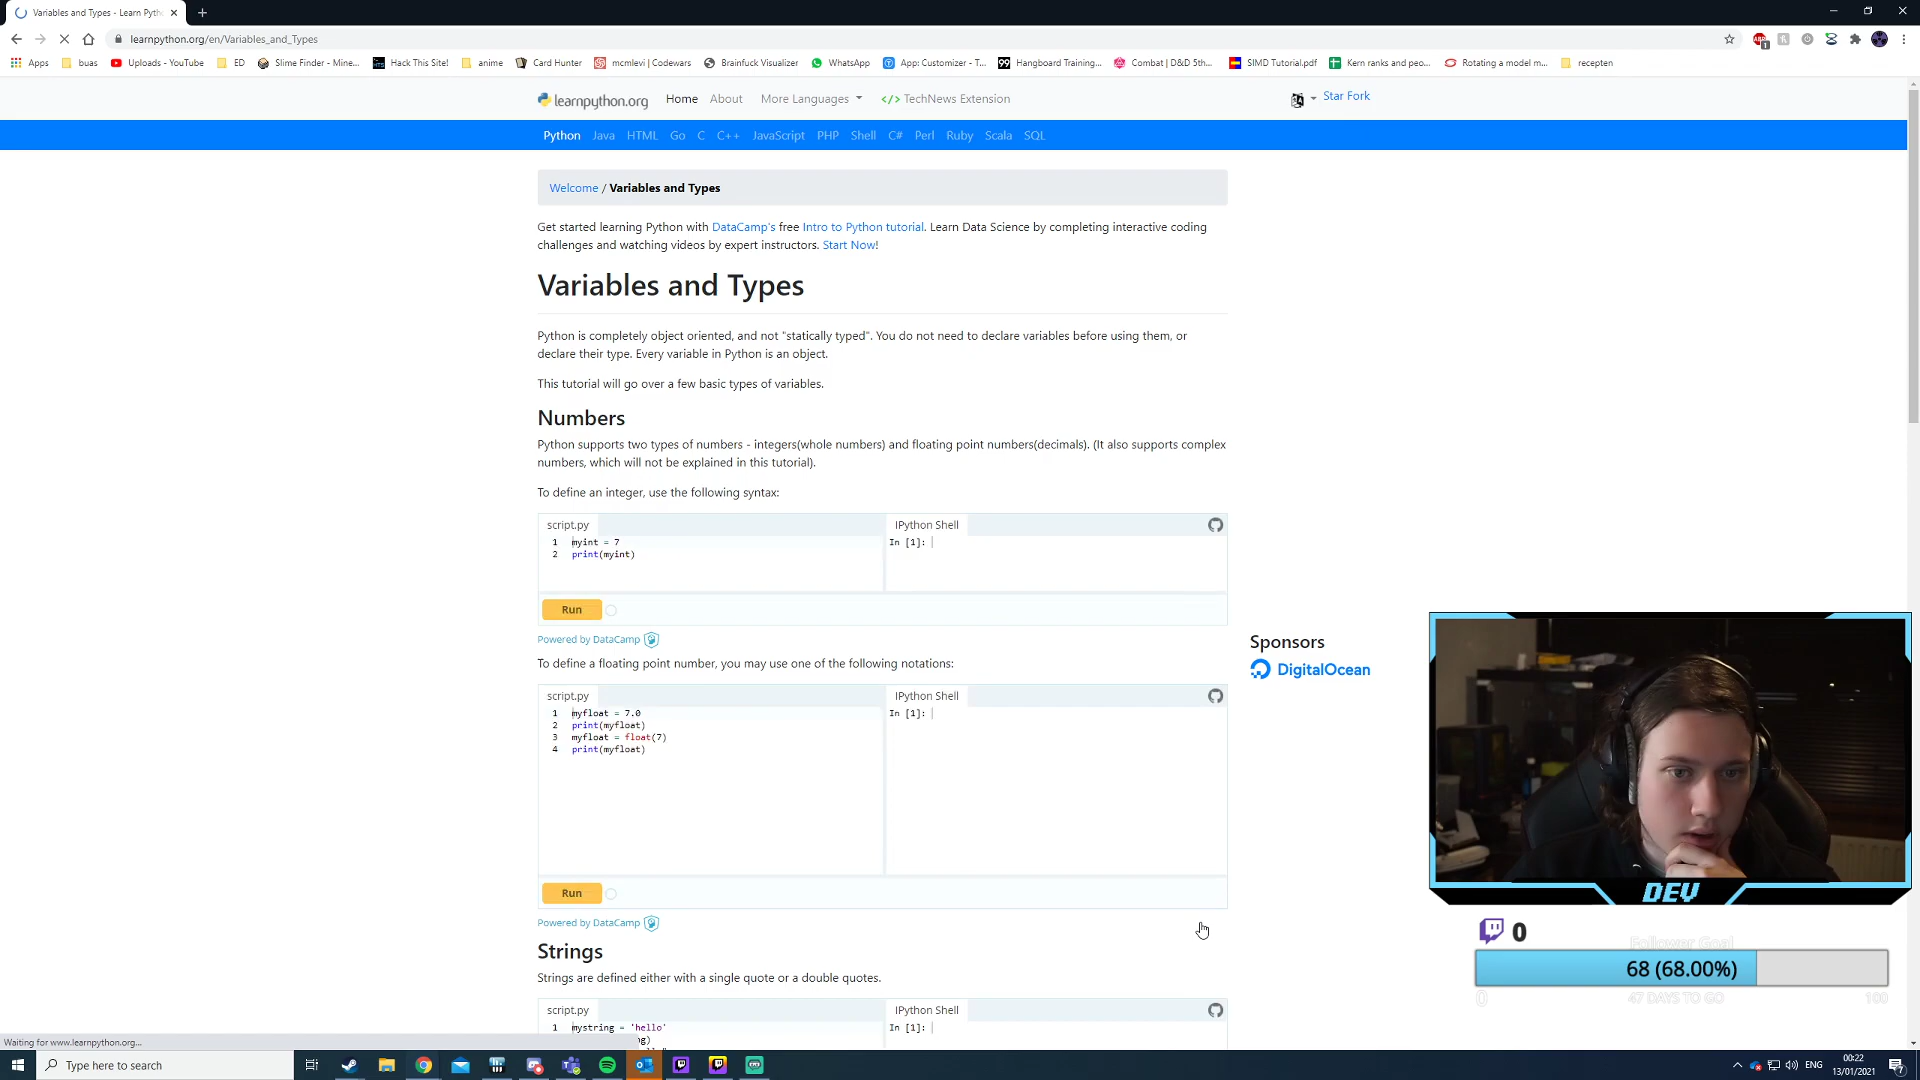 Variables and Types - Learn Pyth
learnpython.org/en/Variables_and_Types
Apps
buas
Uploads - YouTube
ED
Slime Finder - Mine...
Hack This Site!
anime
Card Hunter
mcmlevi | Codewars
Brainfuck Visualizer
WhatsApp
App: Customizer - T...
Hangboard Training...
Combat | D&D 5th...
SIMD Tutorial.pdf
Kern ranks and peo...
Rotating a model m...
recepten
learnpython.org
Home
About
More Languages
</> TechNews Extension
Star Fork
Python Java HTML Go C C++ JavaScript PHP Shell C# Perl Ruby Scala SQL
Welcome / Variables and Types
Get started learning Python with DataCamp's free Intro to Python tutorial. Learn Data Science by completing interactive coding
challenges and watching videos by expert instructors. Start Now!
Variables and Types
Python is completely object oriented, and not "statically typed". You do not need to declare variables before using them, or
declare their type. Every variable in Python is an object.
This tutorial will go over a few basic types of variables.
Numbers
Python supports two types of numbers - integers(whole numbers) and floating point numbers(decimals). (It also supports complex
numbers, which will not be explained in this tutorial).
To define an integer, use the following syntax:
script.py
1 myint = 7
2 print(myint)
IPython Shell
In [1]:
Run
Powered by DataCamp
To define a floating point number, you may use one of the following notations:
script.py
1 myfloat = 7.0
2 print(myfloat)
3 myfloat = float(7)
4 print(myfloat)
IPython Shell
In [1]:
Run
Powered by DataCamp
Strings
Strings are defined either with a single quote or a double quotes.
script.py
1 mystring = 'hello'
IPython Shell
In [1]:
Sponsors
DigitalOcean
DEV
0
Follower Goal
68 (68.00%)
0
47 DAYS TO GO
100
Waiting for www.learnpython.org...
Type here to search
ENG
00:22
13/01/2021